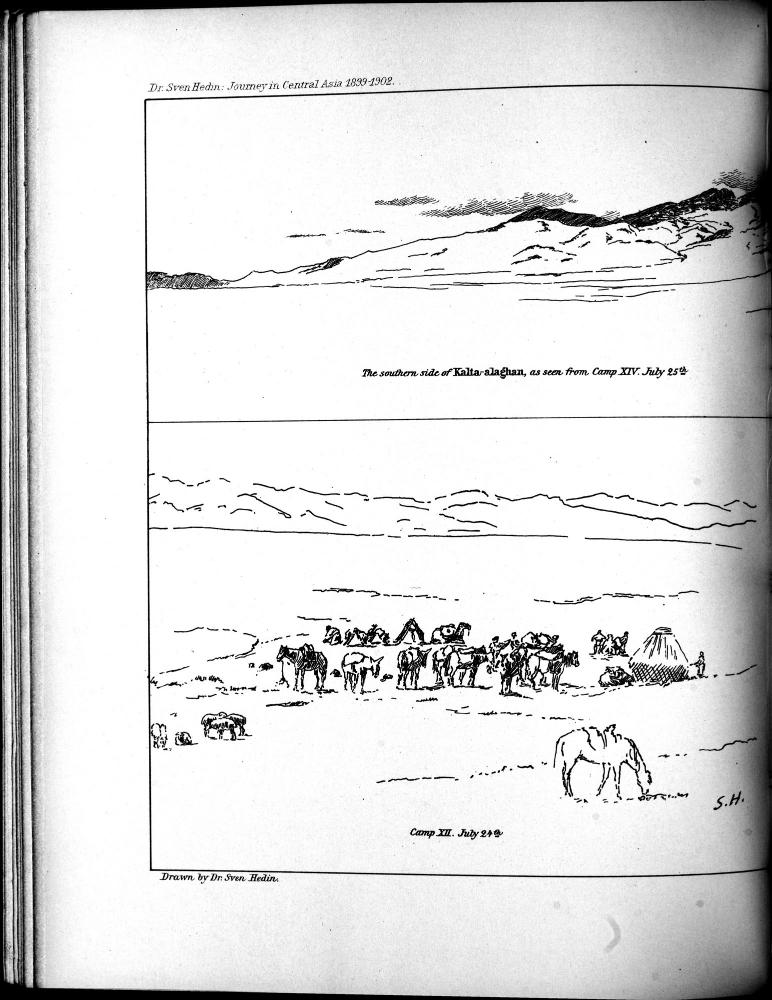 Dr. Sven Hedin: Journey in Central Asia 1899-1902.
The southern side of Kalta-alaghan, as seen from Camp XIV. July 25th
S.H.
Camp XII. July 24th
Drawn by Dr. Sven Hedin.